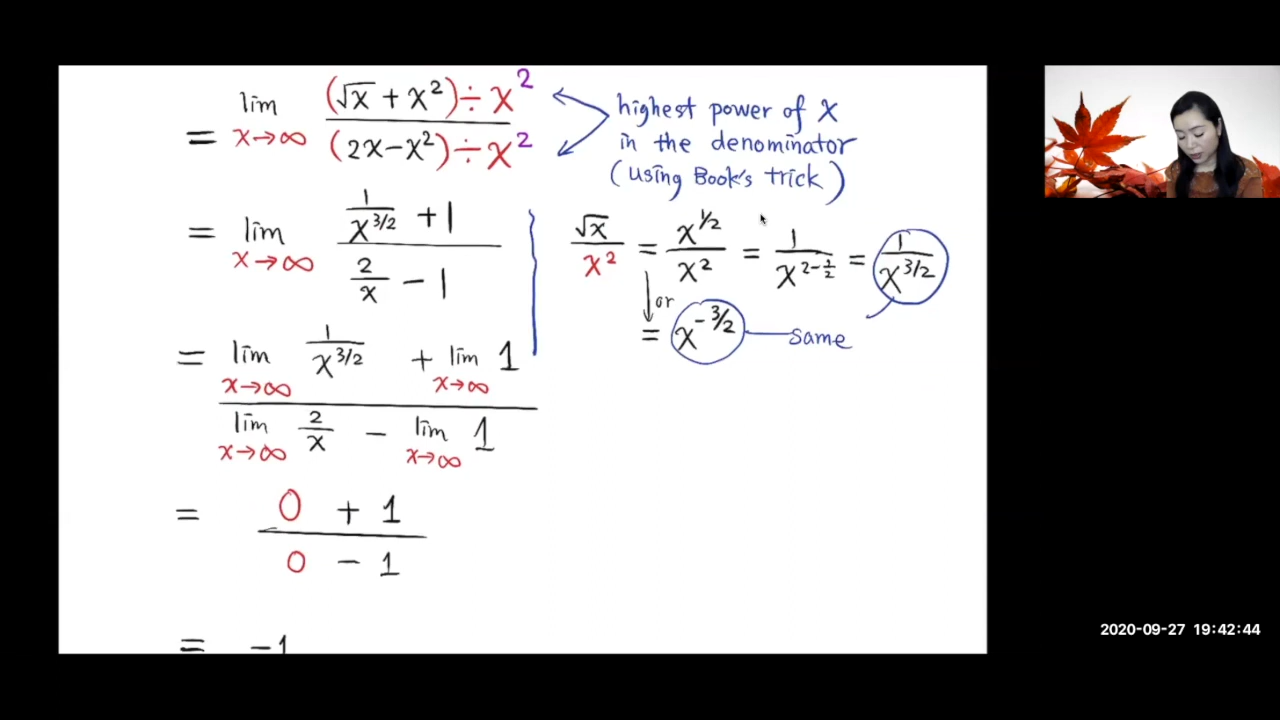 = lim x→∞ (√x + x²) ÷ x² / (2x − x²) ÷ x²
highest power of x
in the denominator
(using Book's trick)
= lim x→∞ (1/x^(3/2) + 1) / (2/x − 1)
√x/x² = x^(1/2)/x² = 1/x^(2−1/2) = 1/x^(3/2)
or
= x^(−3/2) same
= (lim x→∞ 1/x^(3/2) + lim x→∞ 1) / (lim x→∞ 2/x − lim x→∞ 1)
= (0 + 1) / (0 − 1)
= −1
2020-09-27 19:42:44